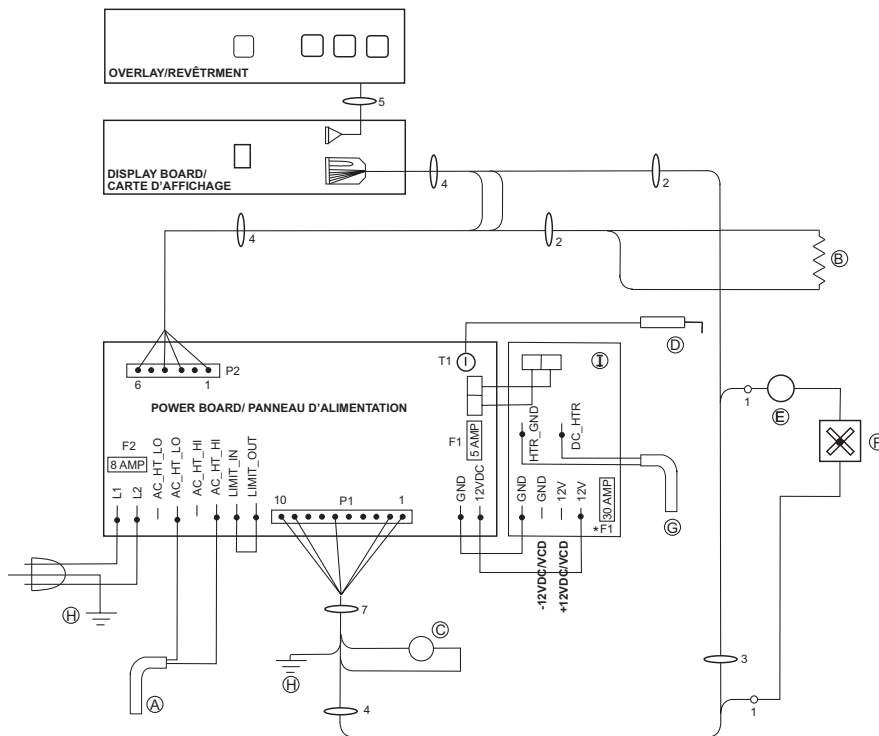 OVERLAY/REVÊTRMENT
5
DISPLAY BOARD/
CARTE D'AFFICHAGE
4
2
4
2
B
D
T1
I
I
6
1
P2
POWER BOARD/ PANNEAU D'ALIMENTATION
F1
5 AMP
HTR_GND
DC_HTR
1
E
F
F2
8 AMP
L1
L2
AC_HT_LO
AC_HT_LO
AC_HT_HI
AC_HT_HI
LIMIT_IN
LIMIT_OUT
10
P1
1
GND
12VDC
GND
GND
12V
12V
30 AMP
*F1
G
-12VDC/VCD
+12VDC/VCD
H
7
C
H
A
4
3
1